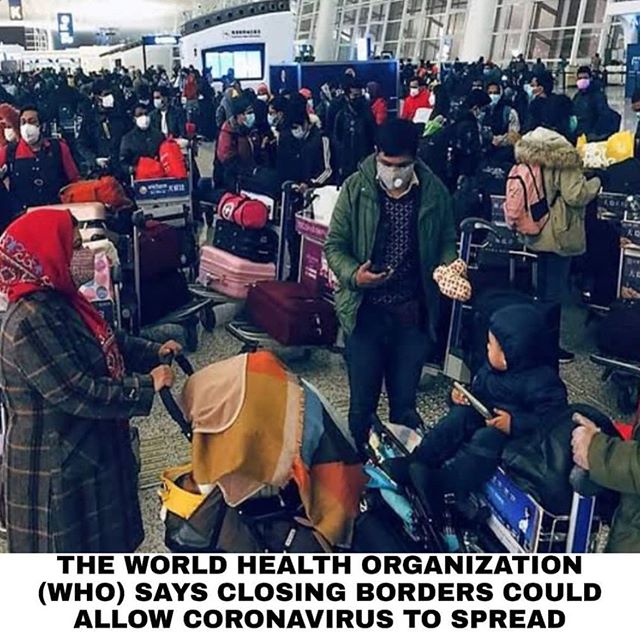 THE WORLD HEALTH ORGANIZATION
(WHO) SAYS CLOSING BORDERS COULD
ALLOW CORONAVIRUS TO SPREAD